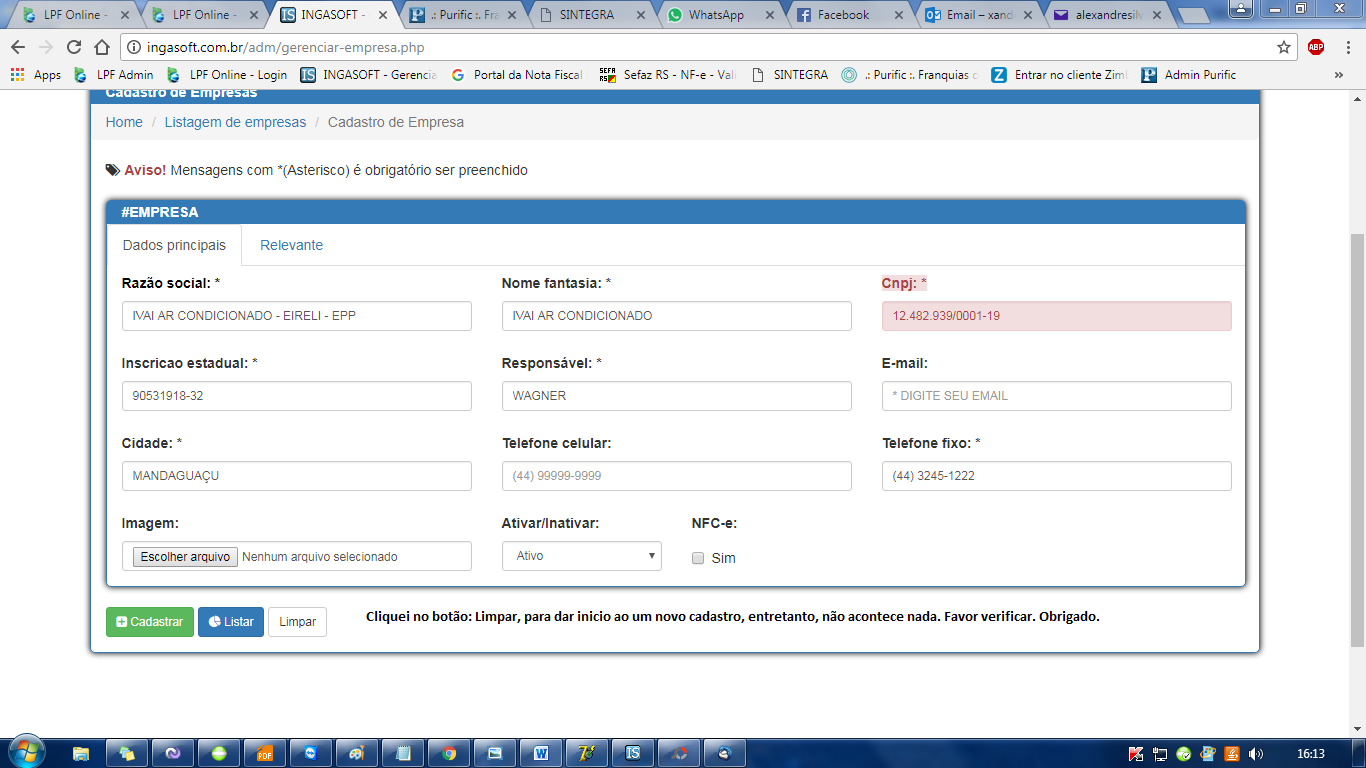 LPF Online -
LPF Online -
INGASOFT -
.: Purific :. Fra
SINTEGRA
WhatsApp
Facebook
Email – xand
alexandresilv
ingasoft.com.br/adm/gerenciar-empresa.php
ABP
Apps LPF Admin LPF Online - Login INGASOFT - Gerencia Portal da Nota Fiscal Sefaz RS - NF-e - Vali SINTEGRA .: Purific :. Franquias Entrar no cliente Zim Admin Purific »
Cadastro de Empresas
Home / Listagem de empresas / Cadastro de Empresa
Aviso! Mensagens com *(Asterisco) é obrigatório ser preenchido
#EMPRESA
Dados principais Relevante
Razão social: * Nome fantasia: * Cnpj: *
IVAI AR CONDICIONADO - EIRELI - EPP IVAI AR CONDICIONADO 12.482.939/0001-19
Inscricao estadual: * Responsável: * E-mail:
90531918-32 WAGNER * DIGITE SEU EMAIL
Cidade: * Telefone celular: Telefone fixo: *
MANDAGUAÇU (44) 99999-9999 (44) 3245-1222
Imagem: Ativar/Inativar: NFC-e:
Escolher arquivo Nenhum arquivo selecionado Ativo Sim
Cadastrar Listar Limpar Cliquei no botão: Limpar, para dar inicio ao um novo cadastro, entretanto, não acontece nada. Favor verificar. Obrigado.
16:13